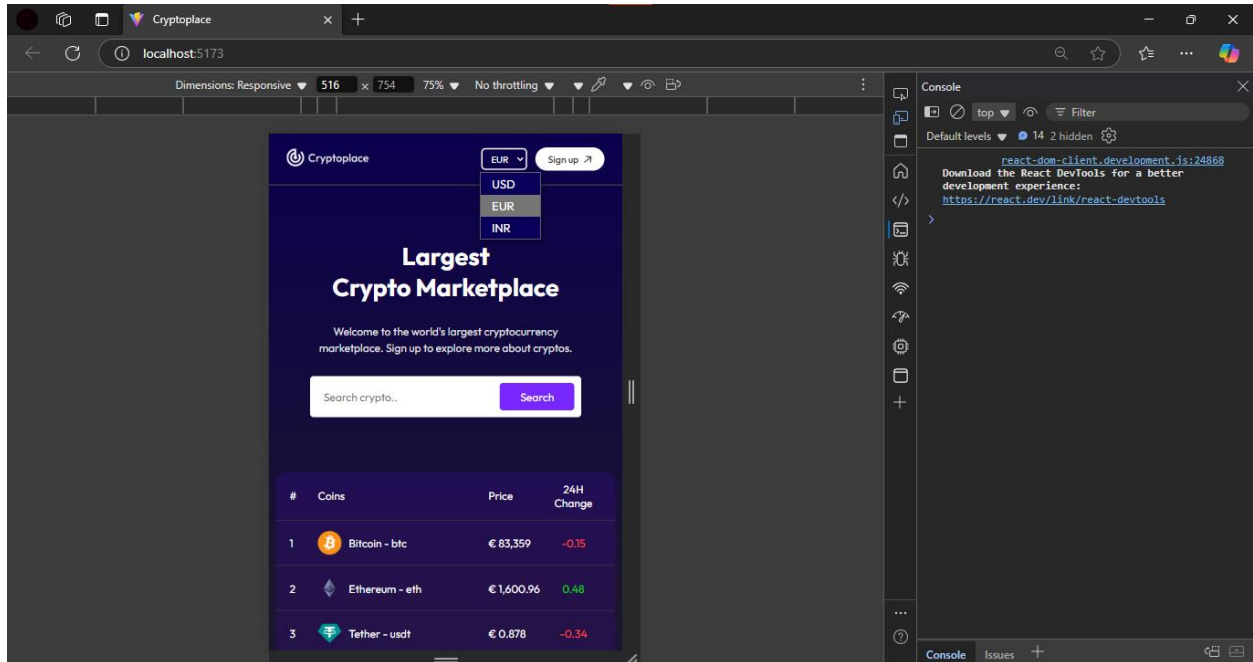 Cryptoplace
localhost:5173
Dimensions: Responsive 516 x 754 75% No throttling
Cryptoplace EUR Sign up
USD
EUR
INR
Largest
Crypto Marketplace
Welcome to the world's largest cryptocurrency
marketplace. Sign up to explore more about cryptos.
Search crypto.. Search
# Coins Price 24H Change
1 Bitcoin - btc € 83,359 -0.15
2 Ethereum - eth € 1,600.96 0.48
3 Tether - usdt € 0.878 -0.34
Console
top Filter
Default levels 14 2 hidden
react-dom-client.development.js:24868
Download the React DevTools for a better
development experience:
https://react.dev/link/react-devtools
Console Issues